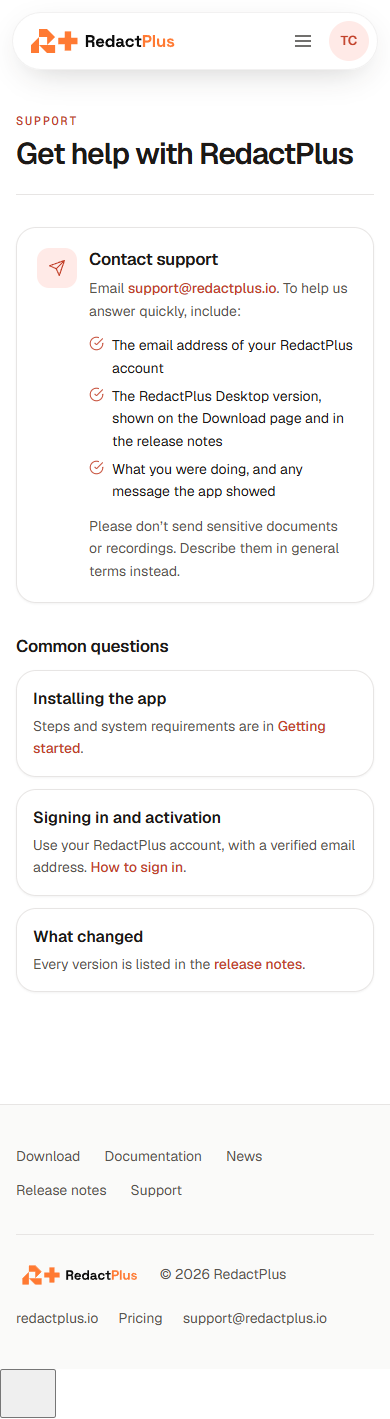 RedactPlus
TC
SUPPORT
Get help with RedactPlus
Contact support
Email support@redactplus.io. To help us
answer quickly, include:
The email address of your RedactPlus
account
The RedactPlus Desktop version,
shown on the Download page and in
the release notes
What you were doing, and any
message the app showed
Please don't send sensitive documents
or recordings. Describe them in general
terms instead.
Common questions
Installing the app
Steps and system requirements are in Getting
started.
Signing in and activation
Use your RedactPlus account, with a verified email
address. How to sign in.
What changed
Every version is listed in the release notes.
Download Documentation News
Release notes Support
RedactPlus © 2026 RedactPlus
redactplus.io Pricing support@redactplus.io